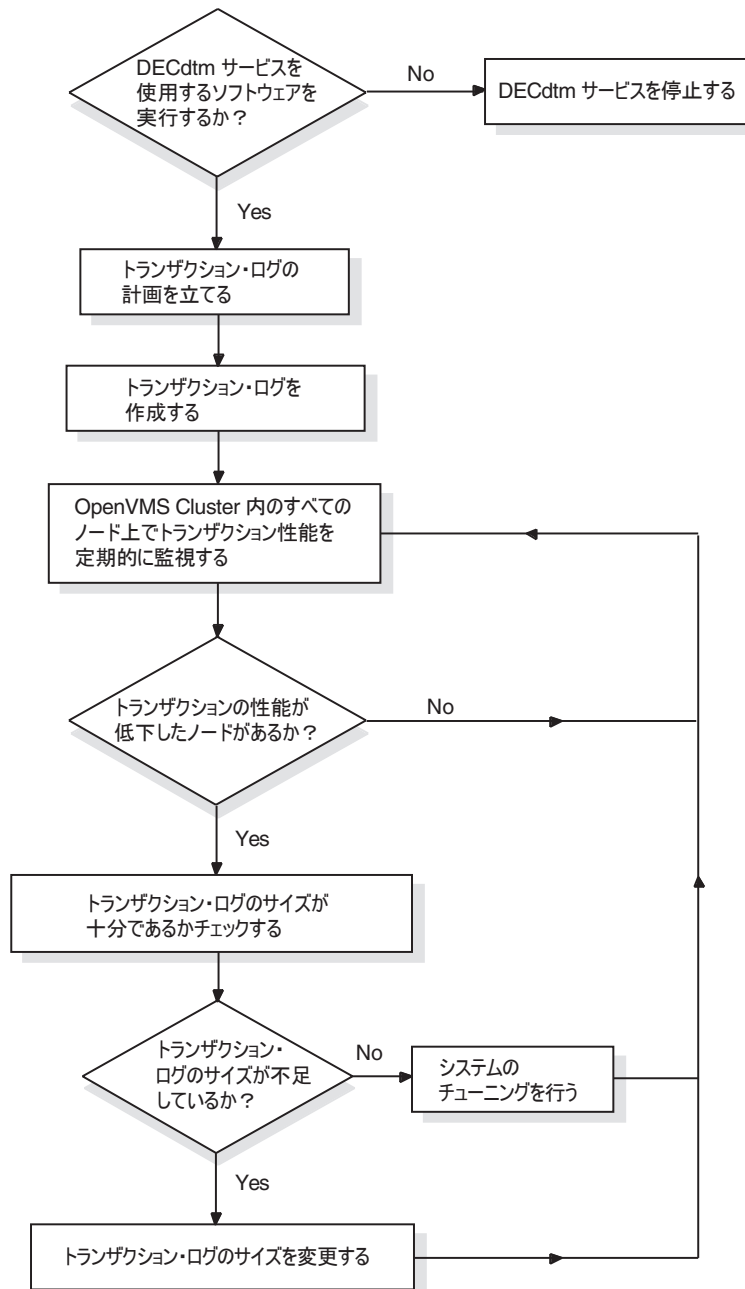 DECdtm サービスを
使用するソフトウェアを
実行するか？
No
DECdtm サービスを停止する
Yes
トランザクション・ログの
計画を立てる
トランザクション・ログを
作成する
OpenVMS Cluster 内のすべての
ノード上でトランザクション性能を
定期的に監視する
トランザクションの性能が
低下したノードがあるか？
No
Yes
トランザクション・ログのサイズが
十分であるかチェックする
トランザクション・
ログのサイズが不足
しているか？
No
システムの
チューニングを行う
Yes
トランザクション・ログのサイズを変更する